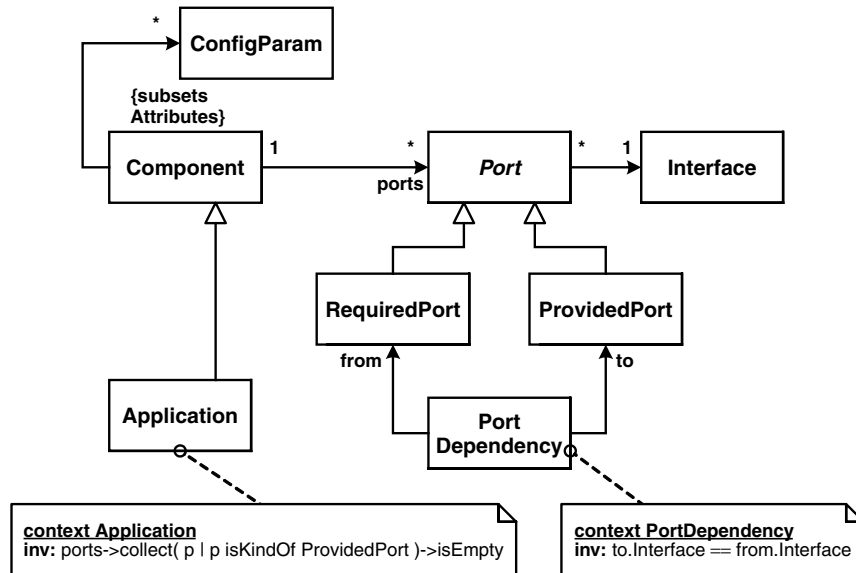 *
ConfigParam
{subsets
Attributes}
Component
1
*
ports
Port
*
1
Interface
RequiredPort
ProvidedPort
from
to
Application
Port
Dependency
context Application
inv: ports->collect( p | p isKindOf ProvidedPort )->isEmpty
context PortDependency
inv: to.Interface == from.Interface